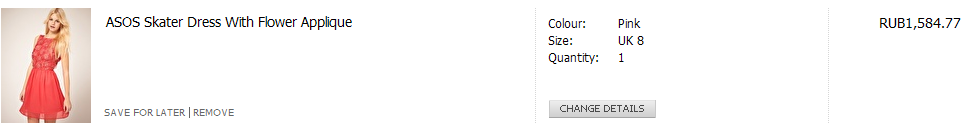 ASOS Skater Dress With Flower Applique
SAVE FOR LATER | REMOVE
Colour: Pink
Size: UK 8
Quantity: 1
CHANGE DETAILS
RUB1,584.77